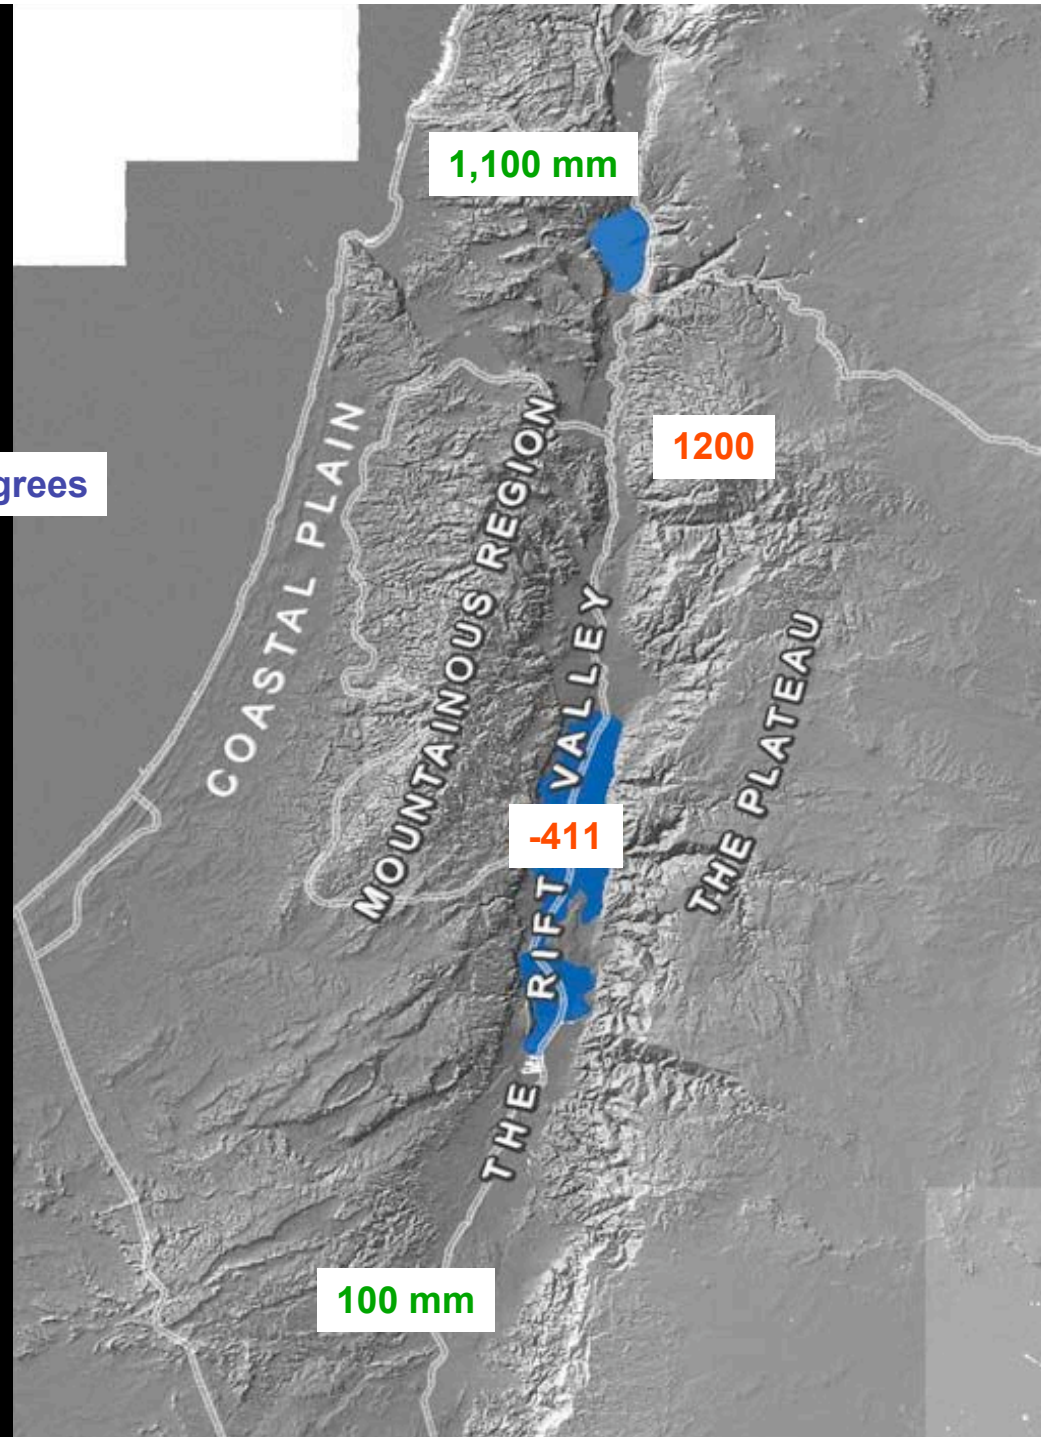 1,100 mm
1200
grees
COASTAL PLAIN
MOUNTAINOUS REGION
THE RIFT VALLEY
THE PLATEAU
-411
100 mm